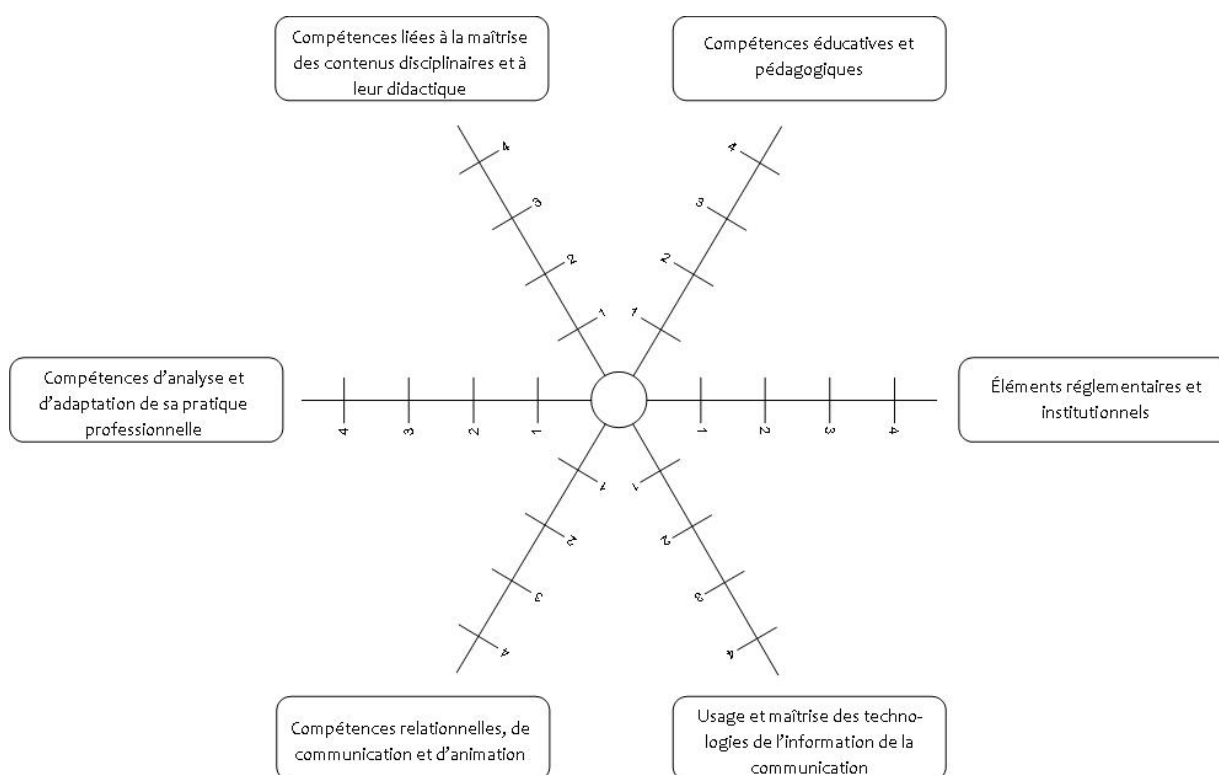 Compétences liées à la maîtrise
des contenus disciplinaires et à
leur didactique
Compétences éducatives et
pédagogiques
4
3
2
1
4
3
2
1
Compétences d'analyse et
d'adaptation de sa pratique
professionnelle
4
3
2
1
1
2
3
4
Éléments réglementaires et
institutionnels
1
2
3
4
1
2
3
4
Compétences relationnelles, de
communication et d'animation
Usage et maîtrise des techno-
logies de l'information de la
communication